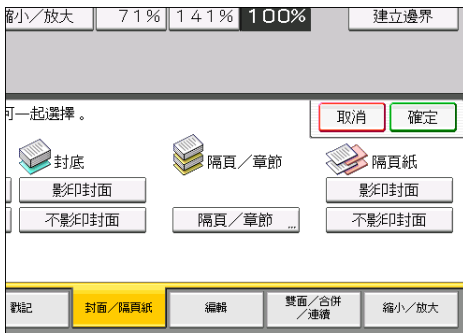 縮小／放大 71% 141% 100% 建立邊界
可一起選擇。 取消 確定
封底 隔頁／章節 隔頁紙
影印封面 影印封面
不影印封面 隔頁／章節 ... 不影印封面
戳記 封面／隔頁紙 編輯 雙面／合併／連續 縮小／放大